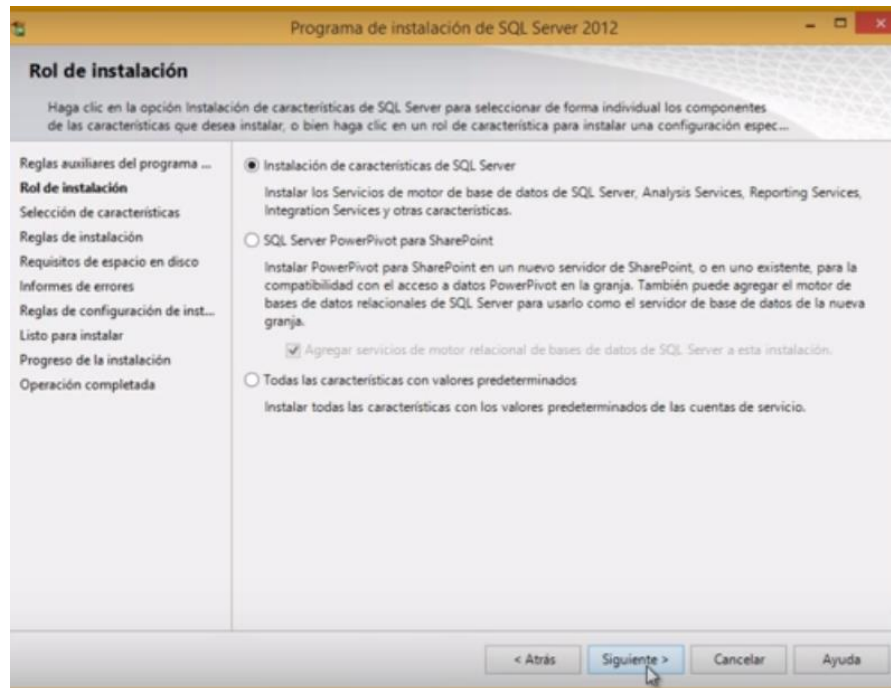 Programa de instalación de SQL Server 2012
Rol de instalación
Haga clic en la opción Instalación de características de SQL Server para seleccionar de forma individual los componentes
de las características que desea instalar, o bien haga clic en un rol de característica para instalar una configuración espec...
Reglas auxiliares del programa ...
Rol de instalación
Selección de características
Reglas de instalación
Requisitos de espacio en disco
Informes de errores
Reglas de configuración de inst...
Listo para instalar
Progreso de la instalación
Operación completada
Instalación de características de SQL Server
Instalar los Servicios de motor de base de datos de SQL Server, Analysis Services, Reporting Services,
Integration Services y otras características.
SQL Server PowerPivot para SharePoint
Instalar PowerPivot para SharePoint en un nuevo servidor de SharePoint, o en uno existente, para la
compatibilidad con el acceso a datos PowerPivot en la granja. También puede agregar el motor de
bases de datos relacionales de SQL Server para usarlo como el servidor de base de datos de la nueva
granja.
Agregar servicios de motor relacional de bases de datos de SQL Server a esta instalación.
Todas las características con valores predeterminados
Instalar todas las características con los valores predeterminados de las cuentas de servicio.
< Atrás
Siguiente >
Cancelar
Ayuda